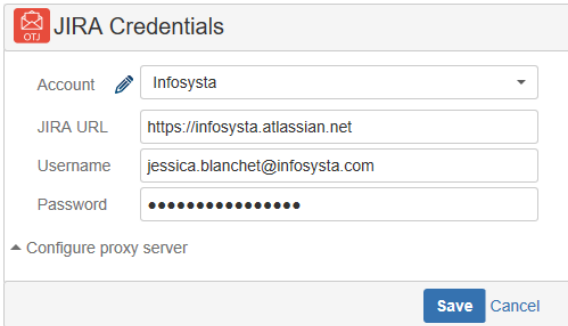 OTJ JIRA Credentials
Account Infosysta
JIRA URL https://infosysta.atlassian.net
Username jessica.blanchet@infosysta.com
Password ••••••••••••••••
Configure proxy server
Save Cancel